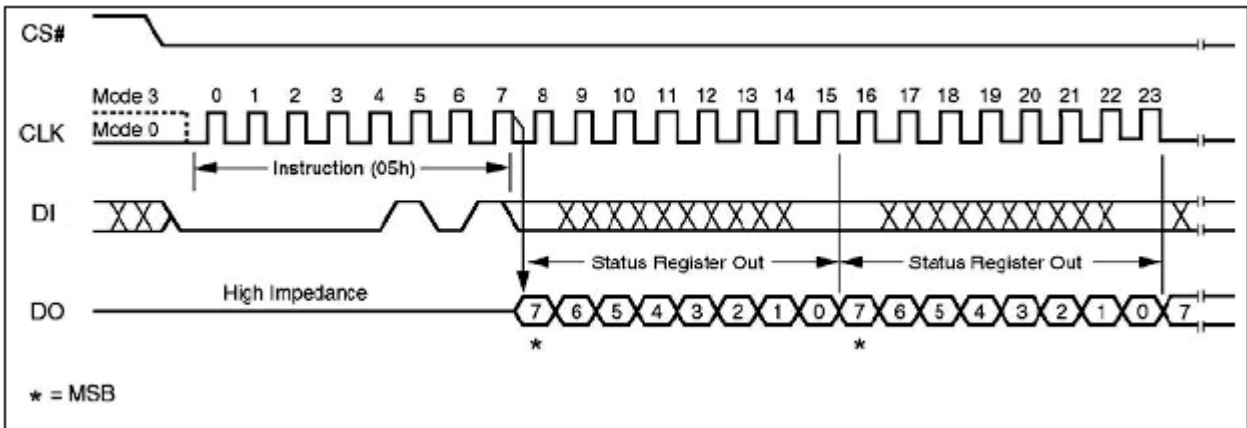 CS#
Mode 3 0 1 2 3 4 5 6 7 8 9 10 11 12 13 14 15 16 17 18 19 20 21 22 23
CLK Mode 0
Instruction (05h)
DI
Status Register Out Status Register Out
High Impedance
DO 7 6 5 4 3 2 1 0 7 6 5 4 3 2 1 0 7
* *
* = MSB